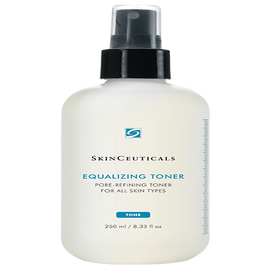 SKINCEUTICALS
EQUALIZING TONER
PORE-REFINING TONER
FOR ALL SKIN TYPES
TONE
250 ml / 8.33 fl oz